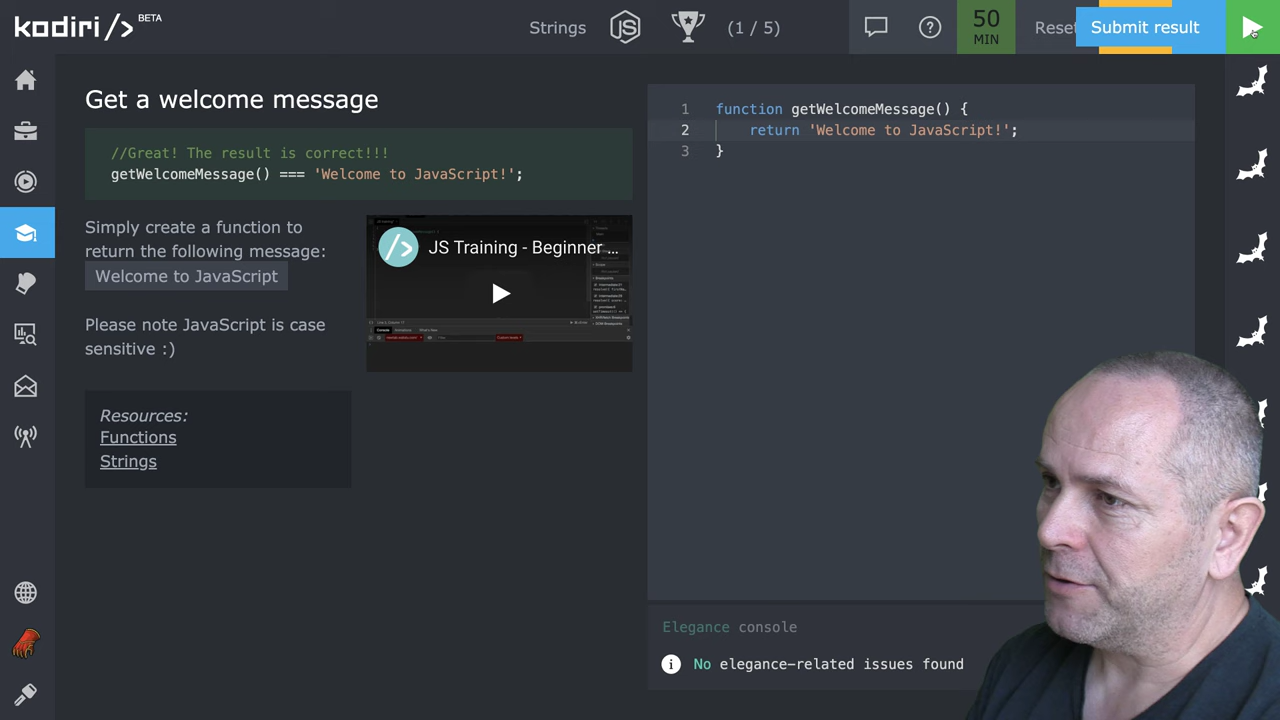 kodiri/> BETA
Strings
JS
(1 / 5)
50
MIN
Reset
Submit result
Get a welcome message
//Great! The result is correct!!!
getWelcomeMessage() === 'Welcome to JavaScript!';
Simply create a function to
return the following message:
Welcome to JavaScript
Please note JavaScript is case
sensitive :)
JS Training - Beginner ...
Resources:
Functions
Strings
1 function getWelcomeMessage() {
2 return 'Welcome to JavaScript!';
3 }
Elegance console
No elegance-related issues found